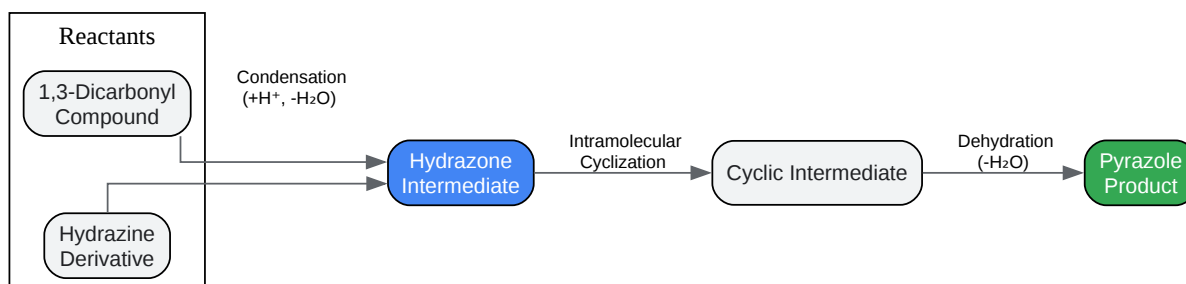 Reactants
1,3-Dicarbonyl
Compound
Hydrazine
Derivative
Condensation
(+H⁺, -H₂O)
Hydrazone
Intermediate
Intramolecular
Cyclization
Cyclic Intermediate
Dehydration
(-H₂O)
Pyrazole
Product